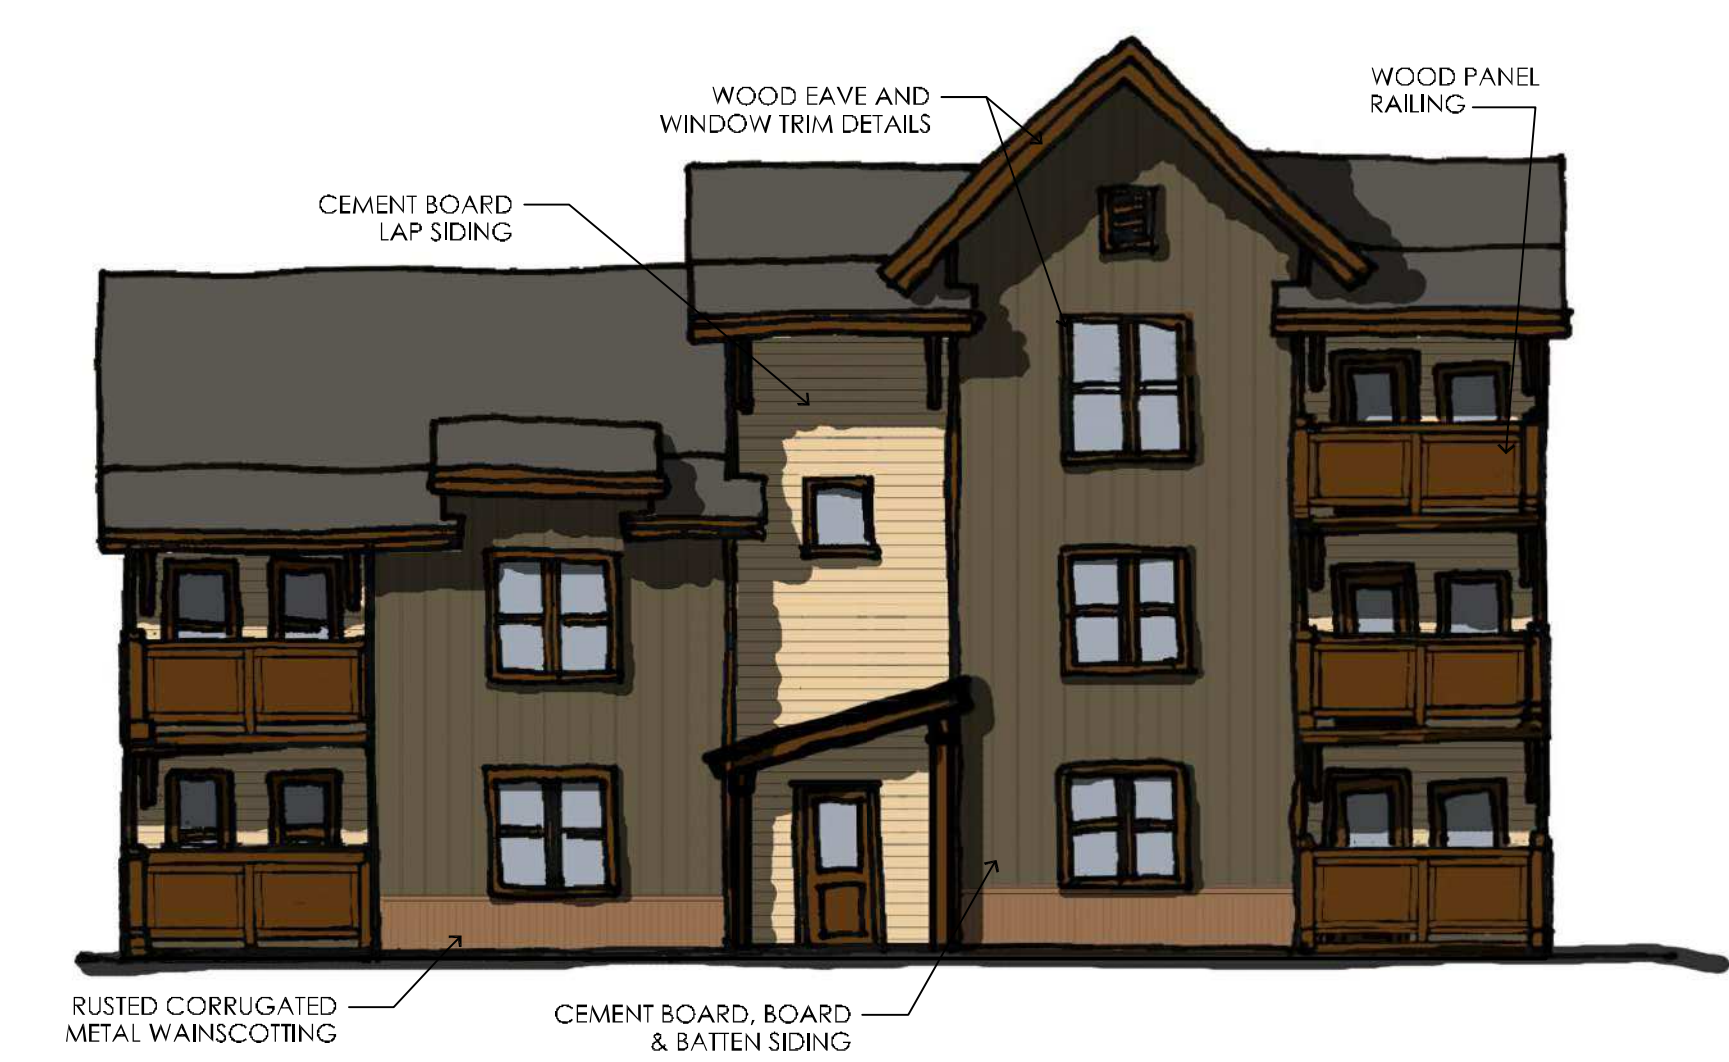 WOOD PANEL
RAILING
WOOD EAVE AND
WINDOW TRIM DETAILS
CEMENT BOARD
LAP SIDING
RUSTED CORRUGATED
METAL WAINSCOTTING
CEMENT BOARD, BOARD
& BATTEN SIDING